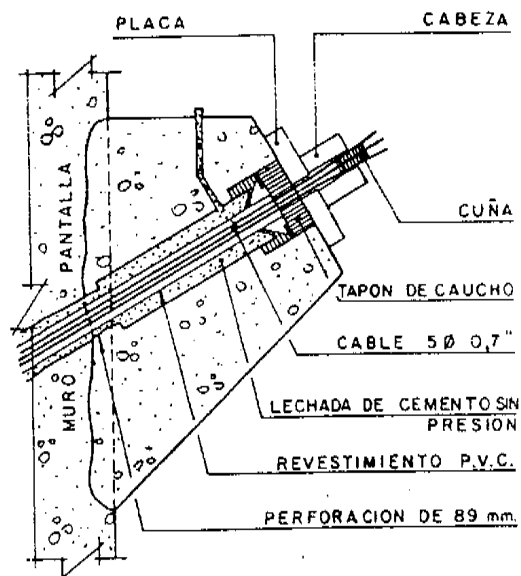 PLACA
CABEZA
MURO PANTALLA
CUÑA
TAPON DE CAUCHO
CABLE 5Ø 0,7"
LECHADA DE CEMENTO SIN
PRESION
REVESTIMIENTO P.V.C.
PERFORACION DE 89 mm.